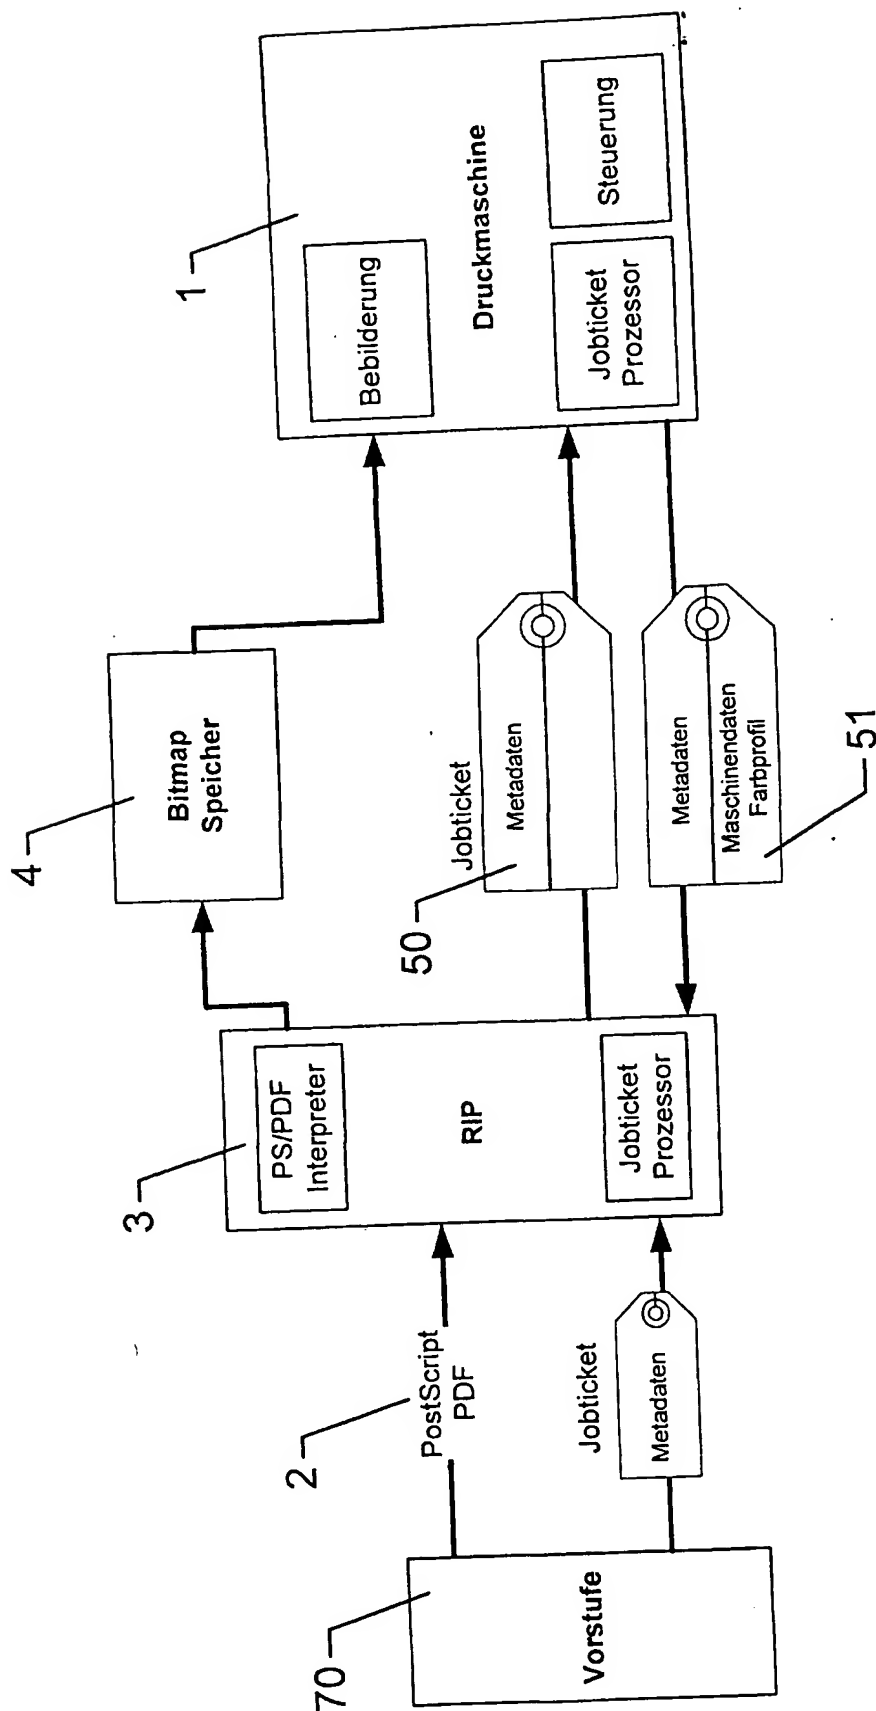 70
Vorstufe
2
PostScript
PDF
Jobticket
Metadaten
3
PS/PDF
Interpreter
RIP
Jobticket
Prozessor
4
Bitmap
Speicher
50
Jobticket
Metadaten
Metadaten
Maschinendaten
Farbprofil
51
1
Bebilderung
Druckmaschine
Jobticket
Prozessor
Steuerung